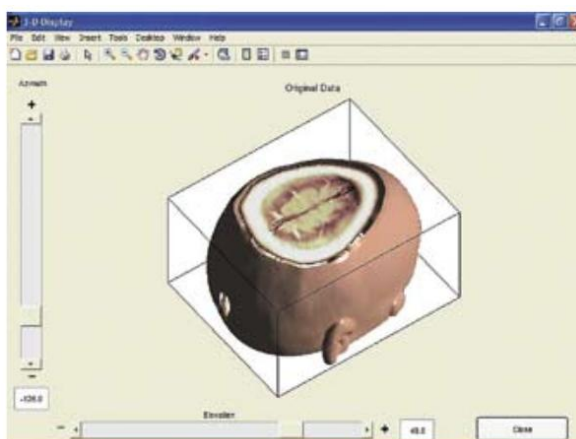 3-D Display
File Edit View Insert Tools Desktop Window Help
Azimuth
+
Original Data
−
Elevation
− +
Close